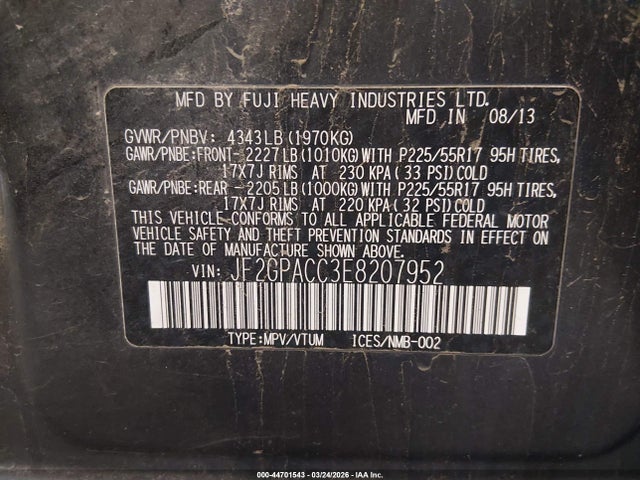 MFD BY FUJI HEAVY INDUSTRIES LTD.
MFD IN 08/13
GVWR/PNBV: 4343LB (1970KG)
GAWR/PNBE:FRONT-2227LB (1010KG) WITH P225/55R17 95H TIRES,
17X7J RIMS AT 230 KPA ( 33 PSI) COLD
GAWR/PNBE:REAR -2205LB (1000KG) WITH P225/55R17 95H TIRES,
17X7J RIMS AT 220 KPA ( 32 PSI) COLD
THIS VEHICLE CONFORMS TO ALL APPLICABLE FEDERAL MOTOR
VEHICLE SAFETY AND THEFT PREVENTION STANDARDS IN EFFECT ON
THE DATE OF MANUFACTURE SHOWN ABOVE.
VIN: JF2GPACC3E8207952
TYPE:MPV/VTUM ICES/NMB-002
000-44701543 - 03/24/2026 - IAA Inc.